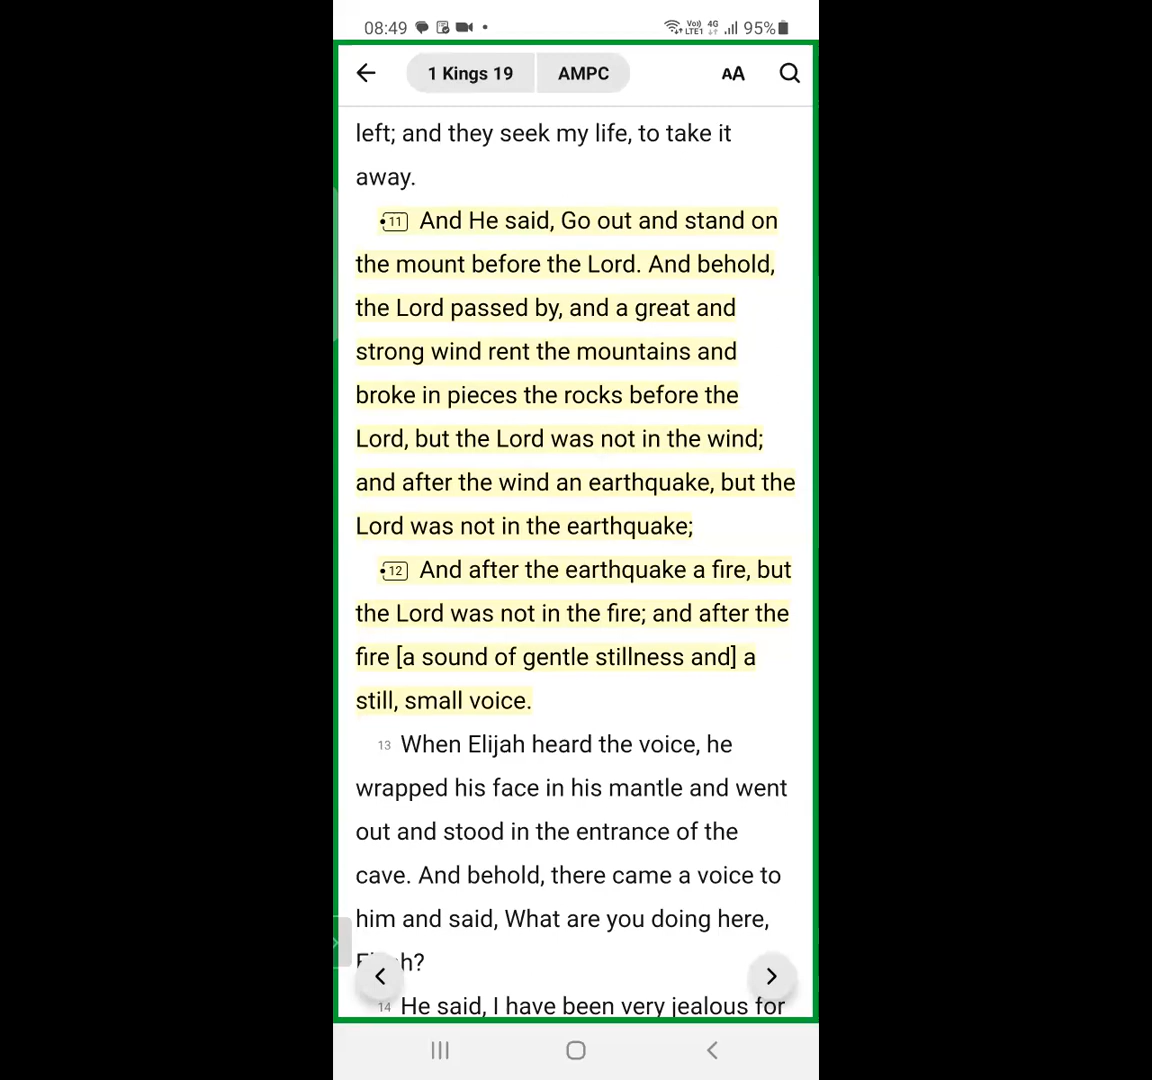 08:49 Vo) LTE1 4G 95%
1 Kings 19 AMPC AA
left; and they seek my life, to take it
away.
11 And He said, Go out and stand on
the mount before the Lord. And behold,
the Lord passed by, and a great and
strong wind rent the mountains and
broke in pieces the rocks before the
Lord, but the Lord was not in the wind;
and after the wind an earthquake, but the
Lord was not in the earthquake;
12 And after the earthquake a fire, but
the Lord was not in the fire; and after the
fire [a sound of gentle stillness and] a
still, small voice.
13 When Elijah heard the voice, he
wrapped his face in his mantle and went
out and stood in the entrance of the
cave. And behold, there came a voice to
him and said, What are you doing here,
14 He said, I have been very jealous for